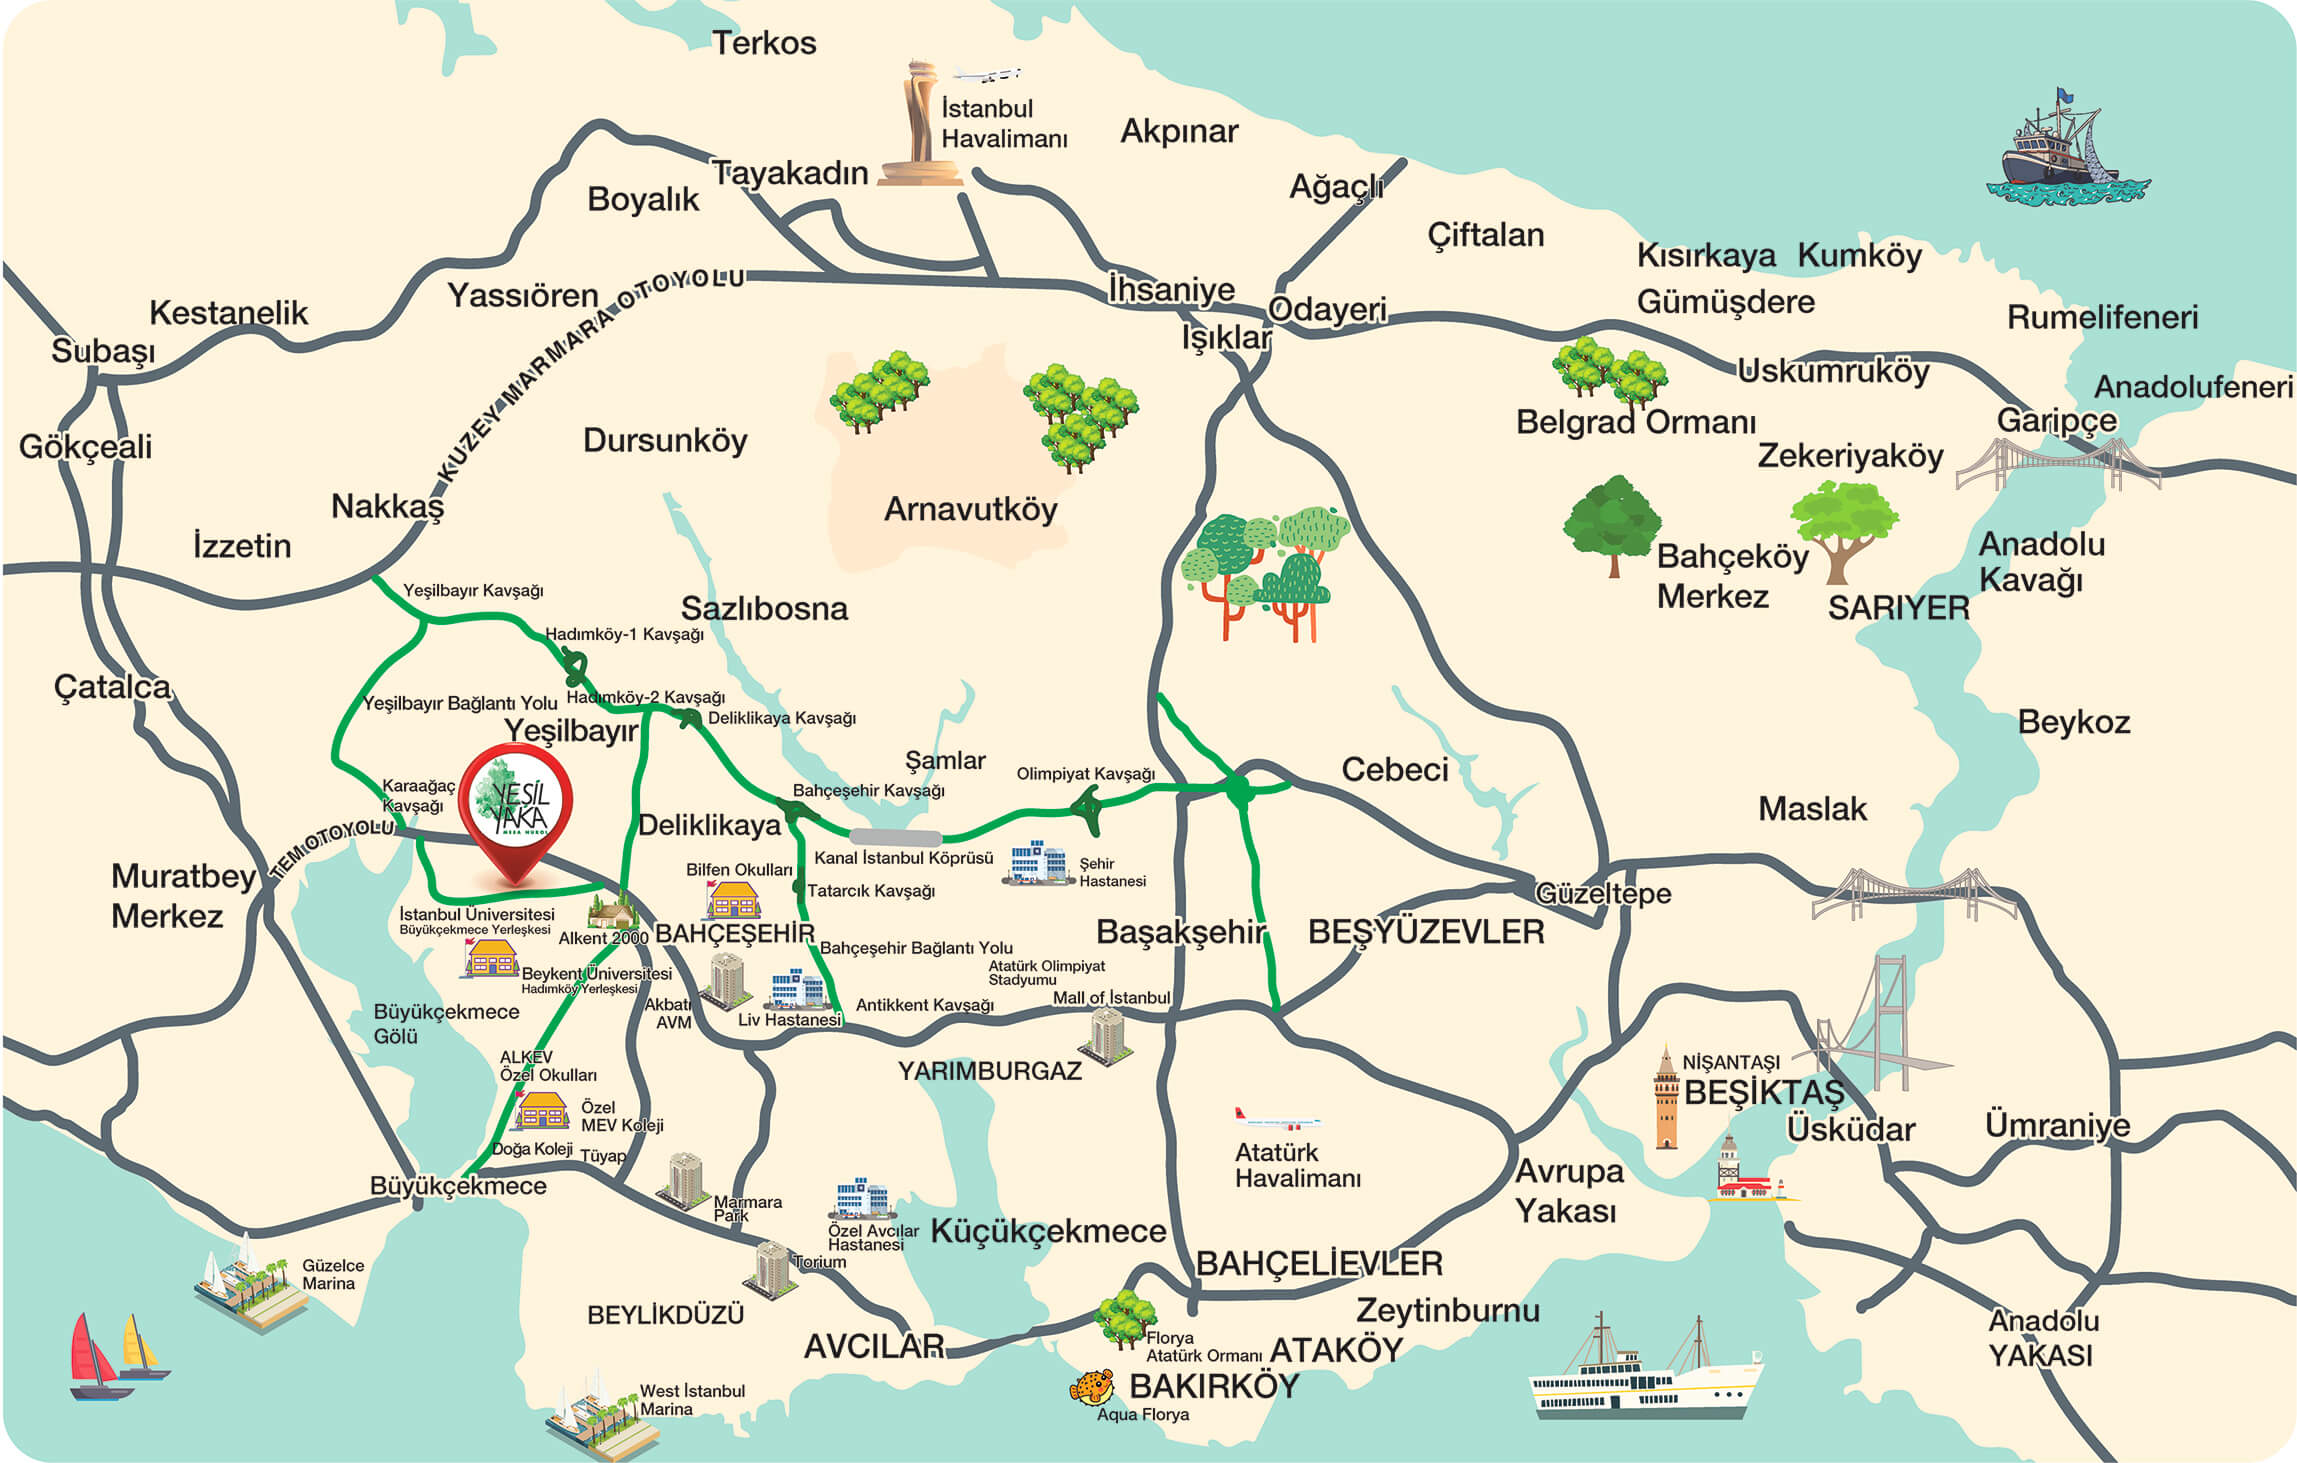 Terkos
İstanbul
Havalimanı
Akpınar
Tayakadın
Ağaçlı
Boyalık
Çiftalan
Kısırkaya
Kumköy
Gümüşdere
Rumelifeneri
Anadolufeneri
Kestanelik
Yassıören
KUZEY MARMARA OTOYOLU
İhsaniye
Odayeri
Işıklar
Subaşı
Uskumruköy
Garipçe
Belgrad Ormanı
Zekeriyaköy
Gökçeali
Dursunköy
Nakkaş
Arnavutköy
İzzetin
Bahçeköy
Merkez
Anadolu
Kavağı
SARIYER
Yeşilbayır Kavşağı
Sazlıbosna
Hadımköy-1 Kavşağı
Çatalca
Yeşilbayır Bağlantı Yolu
Hadımköy-2 Kavşağı
Yeşilbayır
Deliklikaya Kavşağı
Beykoz
Şamlar
Olimpiyat Kavşağı
Cebeci
Karaağaç
Kavşağı
YEŞİL
YAKA
MESA NUROL
Bahçeşehir Kavşağı
Maslak
TEM OTOYOLU
Deliklikaya
Kanal İstanbul Köprüsü
Muratbey
Merkez
Bilfen Okulları
Şehir
Hastanesi
Tatarcık Kavşağı
Güzeltepe
İstanbul Üniversitesi
Büyükçekmece Yerleşkesi
Alkent 2000
BAHÇEŞEHİR
Başakşehir
BEŞYÜZEVLER
Bahçeşehir Bağlantı Yolu
Beykent Üniversitesi
Hadımköy Yerleşkesi
Atatürk Olimpiyat
Stadyumu
Akbatı
AVM
Liv Hastanesi
Antikkent Kavşağı
Mall of İstanbul
Büyükçekmece
Gölü
ALKEV
Özel Okulları
YARIMBURGAZ
NİŞANTAŞI
BEŞİKTAŞ
Özel
MEV Koleji
Üsküdar
Ümraniye
Doğa Koleji
Tüyap
Atatürk
Havalimanı
Avrupa
Yakası
Büyükçekmece
Marmara
Park
Özel Avcılar
Hastanesi
Küçükçekmece
Güzelce
Marina
Torium
BAHÇELİEVLER
BEYLİKDÜZÜ
Zeytinburnu
Anadolu
YAKASI
AVCILAR
Florya
Atatürk Ormanı
ATAKÖY
West İstanbul
Marina
BAKIRKÖY
Aqua Florya